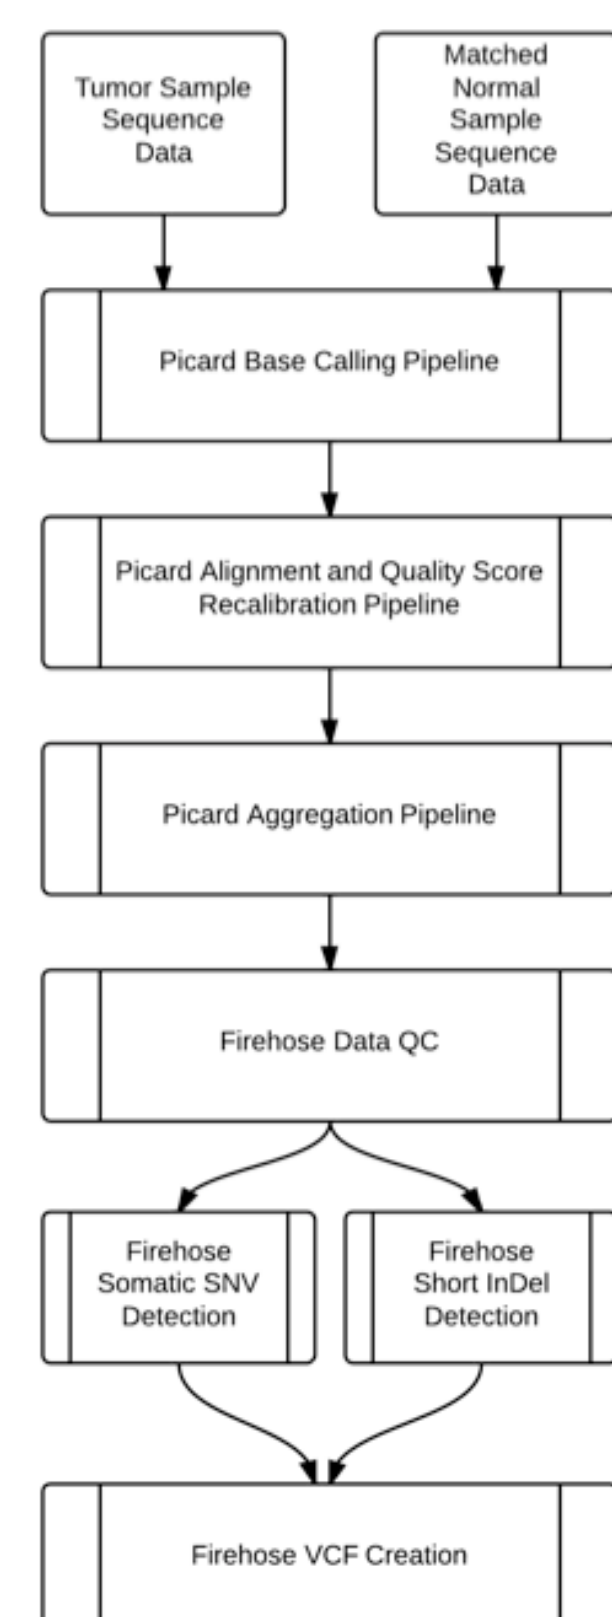 Tumor Sample
Sequence
Data
Matched
Normal
Sample
Sequence
Data
Picard Base Calling Pipeline
Picard Alignment and Quality Score
Recalibration Pipeline
Picard Aggregation Pipeline
Firehose Data QC
Firehose
Somatic SNV
Detection
Firehose
Short InDel
Detection
Firehose VCF Creation